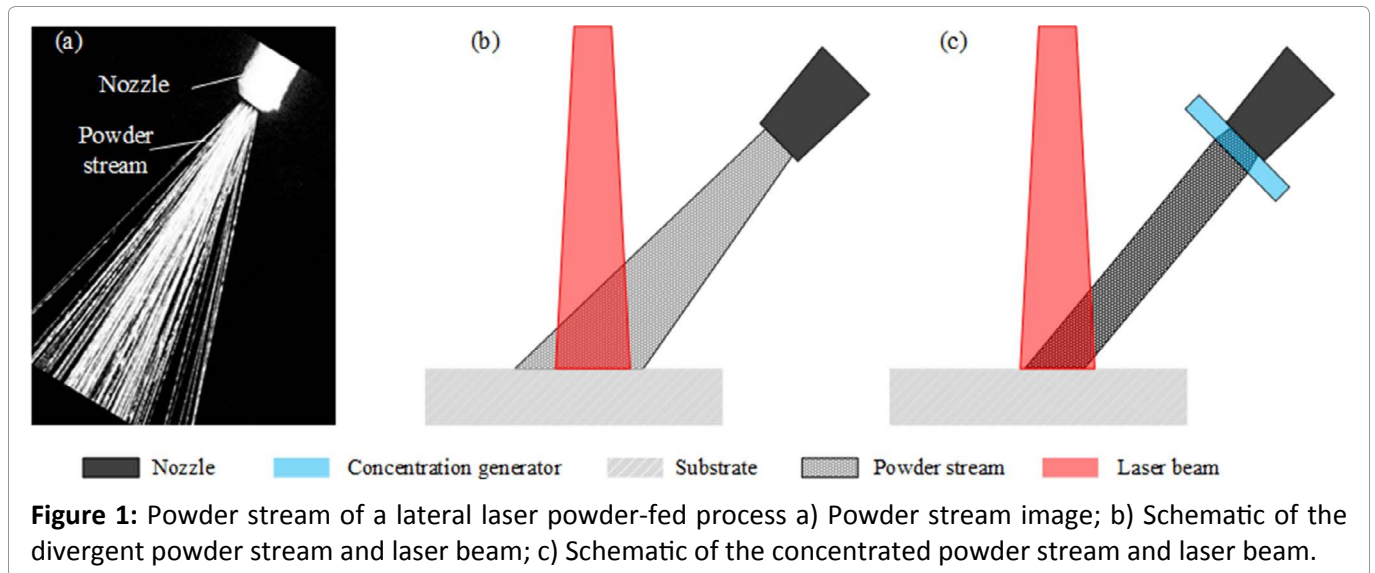 (a)
Nozzle
Powder
stream
(b)
(c)
Nozzle
Concentration generator
Substrate
Powder stream
Laser beam
Figure 1: Powder stream of a lateral laser powder-fed process a) Powder stream image; b) Schematic of the
divergent powder stream and laser beam; c) Schematic of the concentrated powder stream and laser beam.